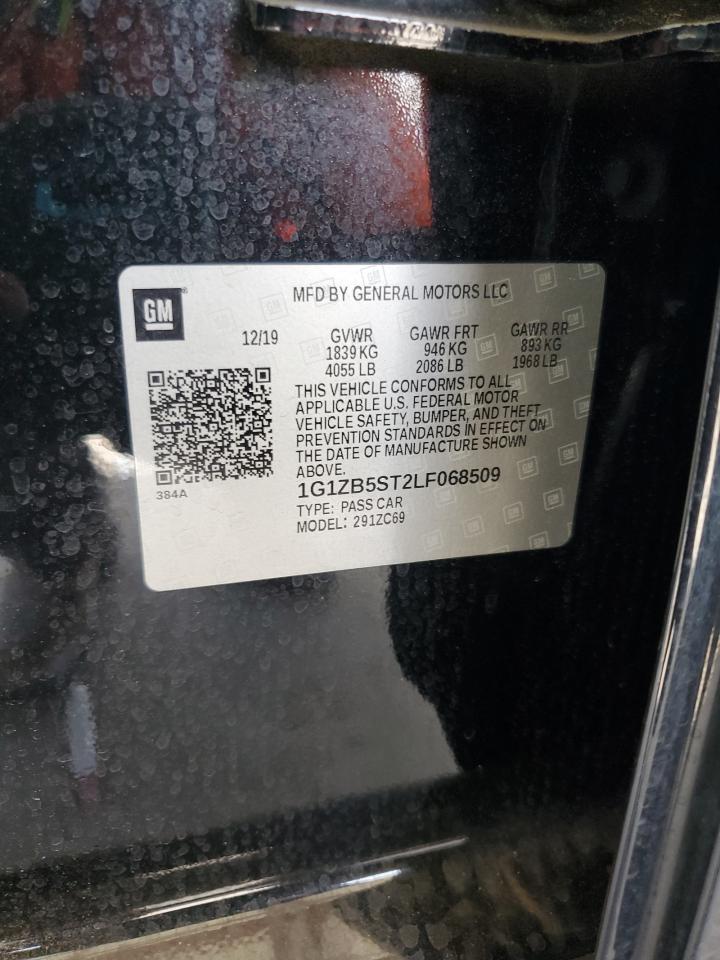 GM
MFD BY GENERAL MOTORS LLC
12/19 GVWR GAWR FRT GAWR RR
1839 KG 946 KG 893 KG
4055 LB 2086 LB 1968 LB
THIS VEHICLE CONFORMS TO ALL
APPLICABLE U.S. FEDERAL MOTOR
VEHICLE SAFETY, BUMPER, AND THEFT
PREVENTION STANDARDS IN EFFECT ON
THE DATE OF MANUFACTURE SHOWN
ABOVE.
384A
1G1ZB5ST2LF068509
TYPE: PASS CAR
MODEL: 291ZC69